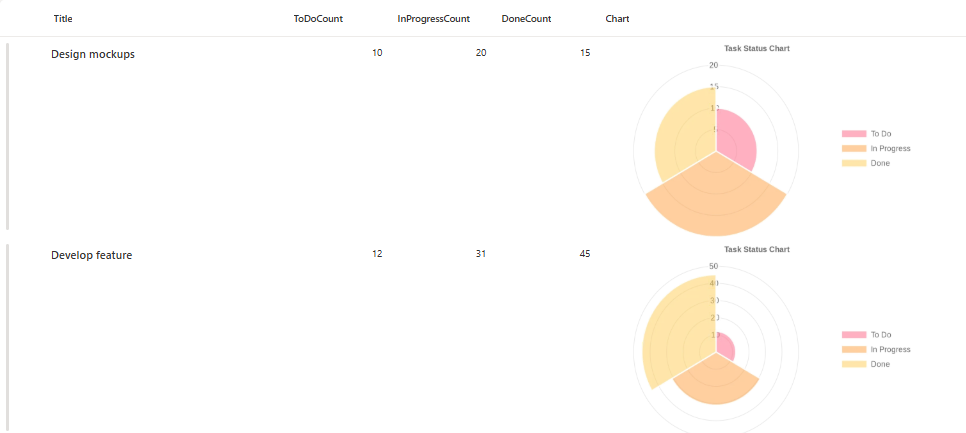 Title ToDoCount InProgressCount DoneCount Chart
Design mockups 10 20 15
Task Status Chart
20
15
10
5
To Do
In Progress
Done
Develop feature 12 31 45
Task Status Chart
50
40
30
20
10
To Do
In Progress
Done